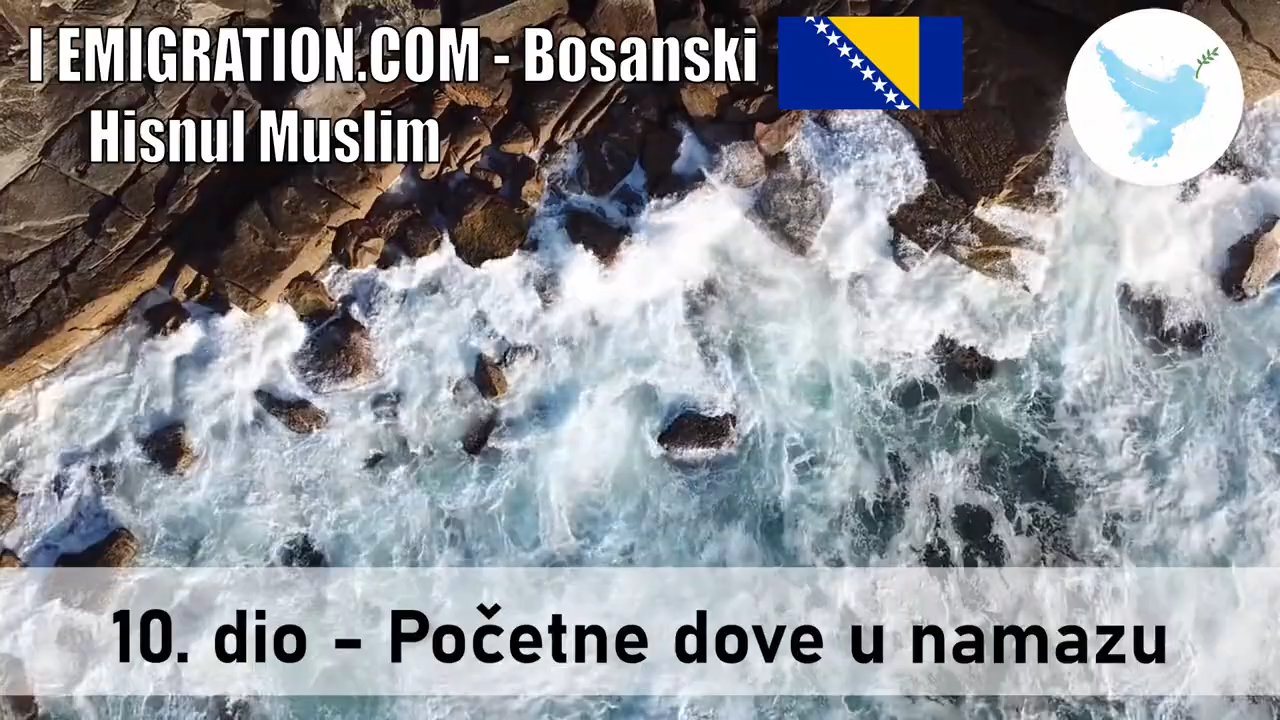 I EMIGRATION.COM - Bosanski
Hisnul Muslim
10. dio - Početne dove u namazu